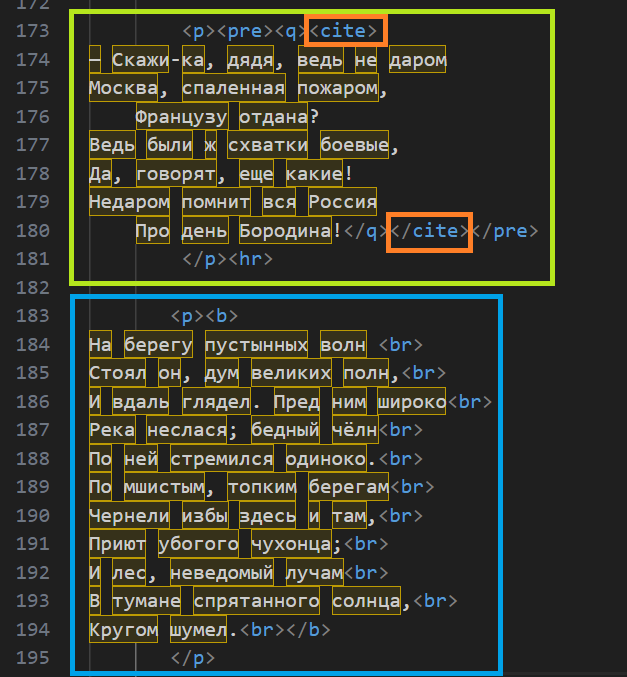 172
173 <p><pre><q><cite>
174 – Скажи-ка, дядя, ведь не даром
175 Москва, спаленная пожаром,
176 Французу отдана?
177 Ведь были ж схватки боевые,
178 Да, говорят, еще какие!
179 Недаром помнит вся Россия
180 Про день Бородина!</q></cite></pre>
181 </p><hr>
182
183 <p><b>
184 На берегу пустынных волн <br>
185 Стоял он, дум великих полн,<br>
186 И вдаль глядел. Пред ним широко<br>
187 Река неслася; бедный чёлн<br>
188 По ней стремился одиноко.<br>
189 По мшистым, топким берегам<br>
190 Чернели избы здесь и там,<br>
191 Приют убогого чухонца;<br>
192 И лес, неведомый лучам<br>
193 В тумане спрятанного солнца,<br>
194 Кругом шумел.<br></b>
195 </p>